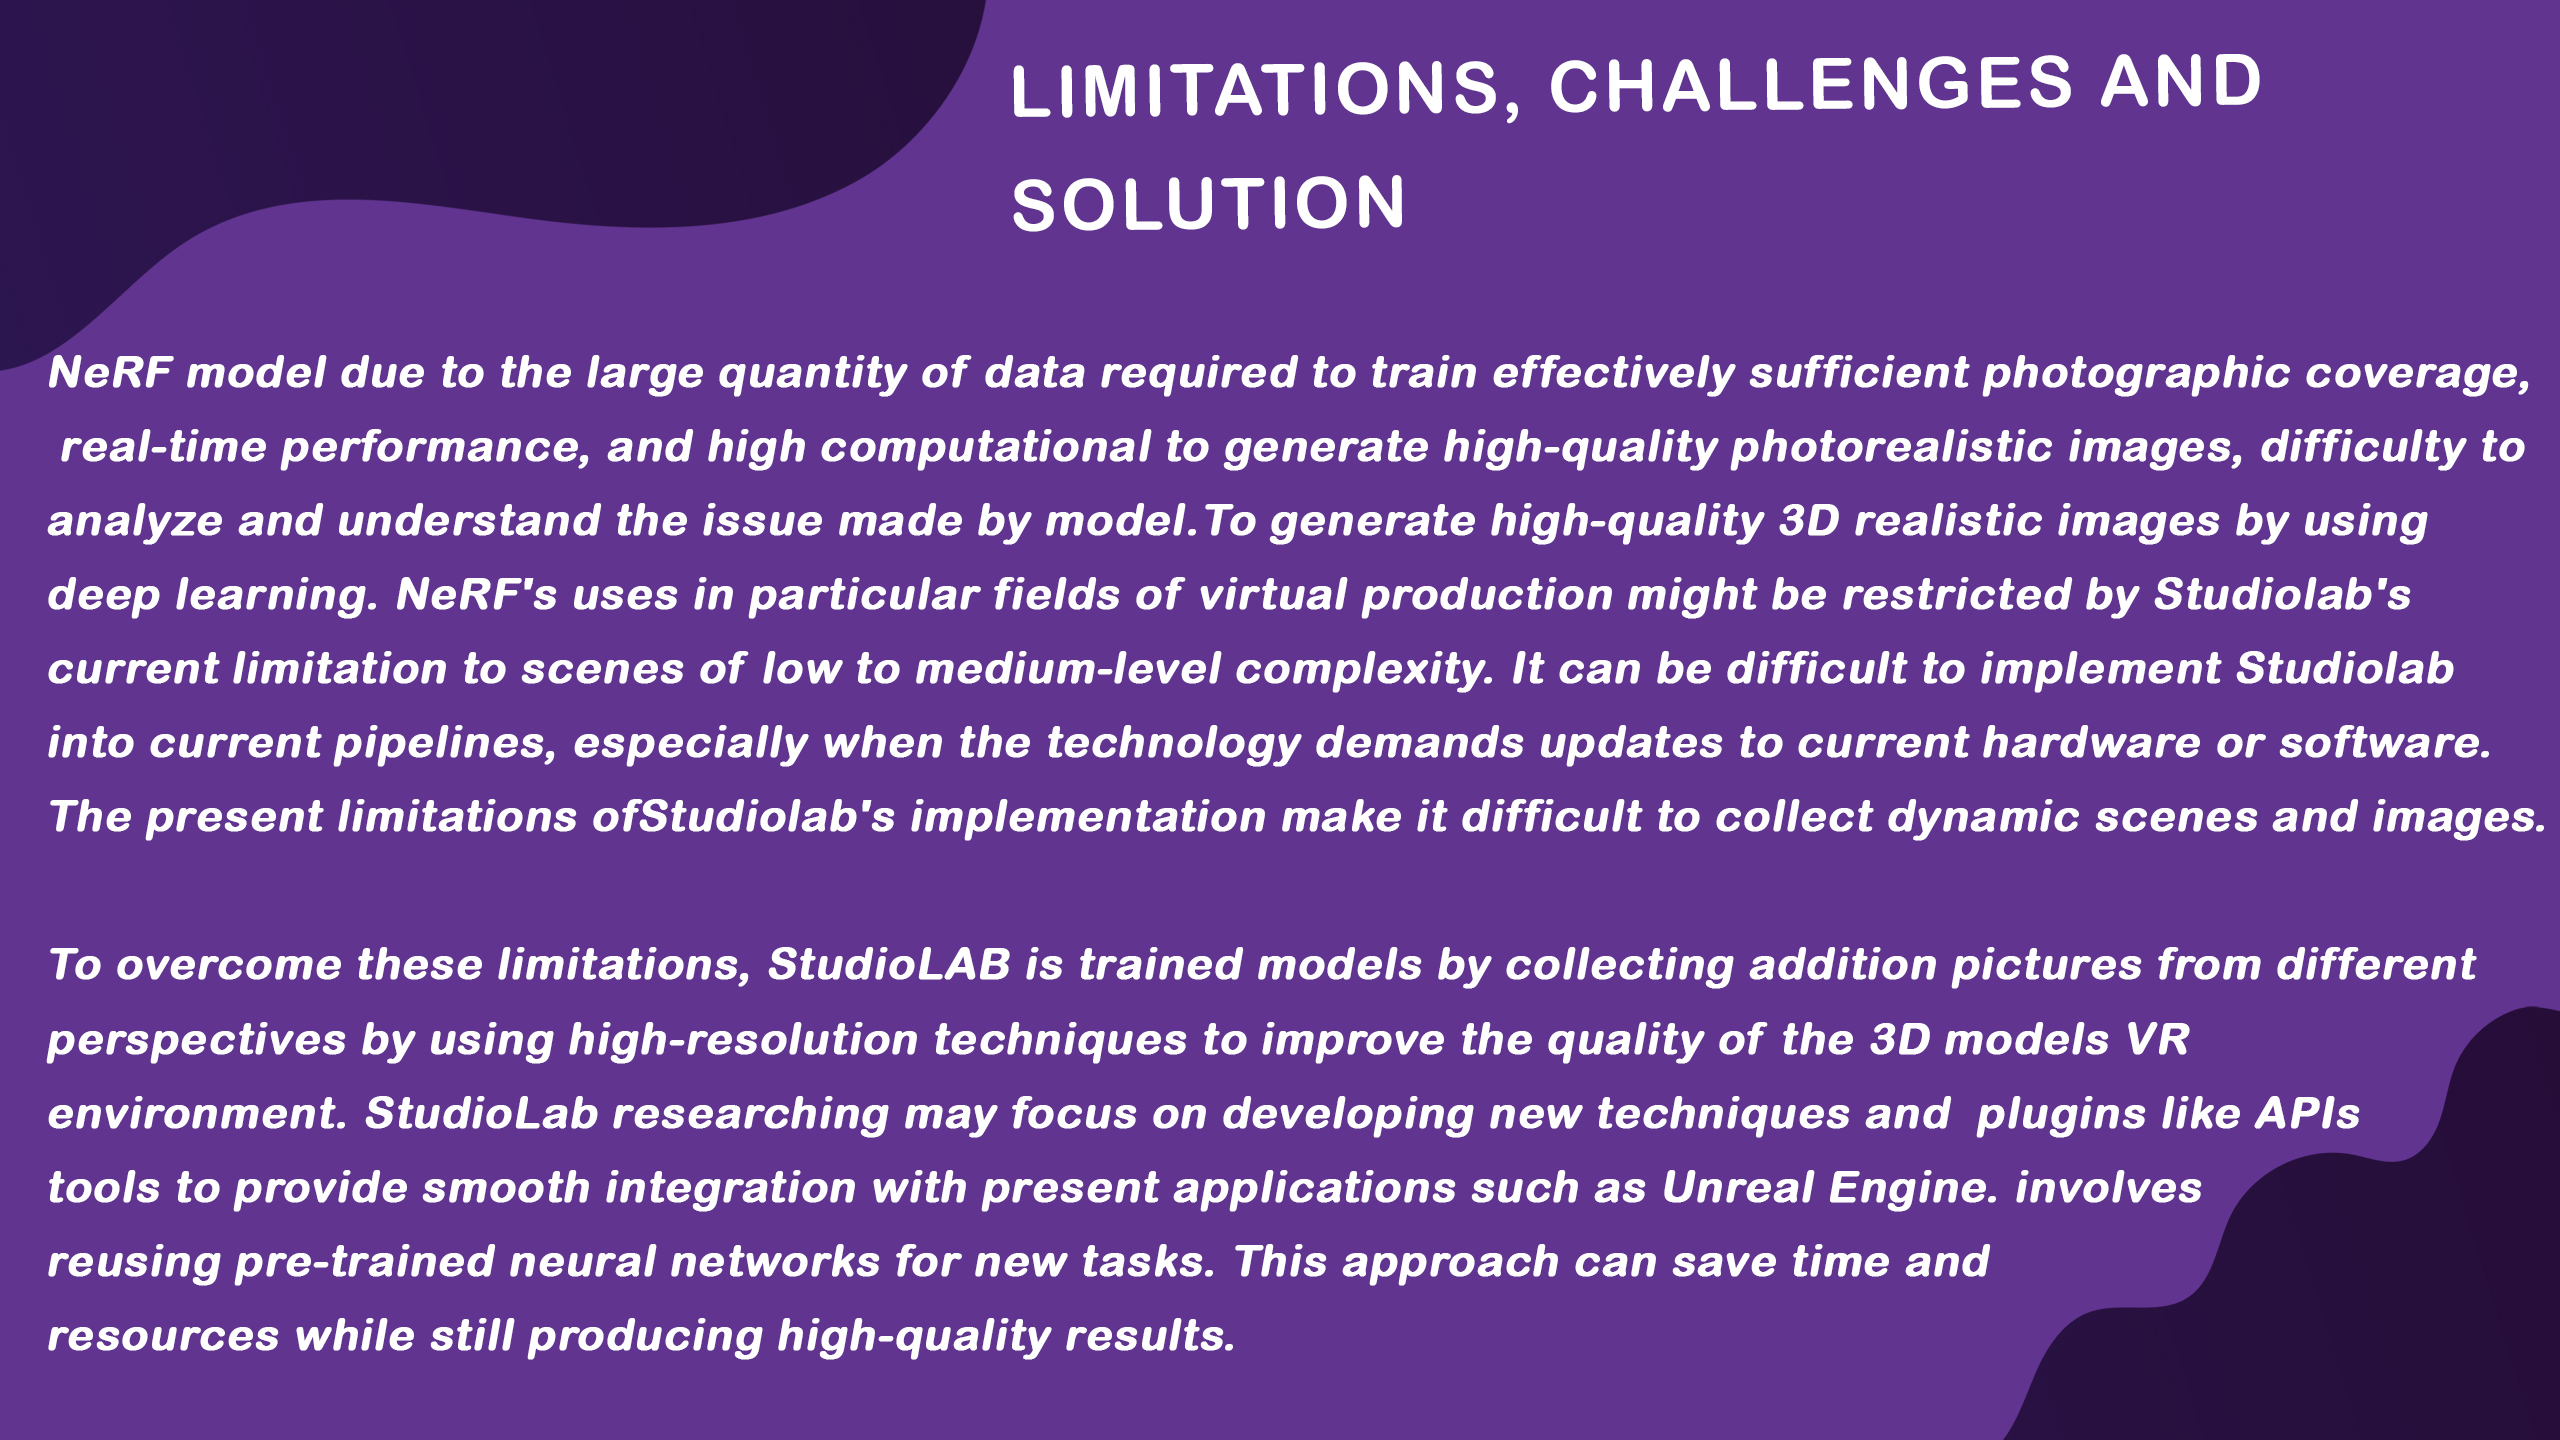 LIMITATIONS, CHALLENGES AND
SOLUTION
NeRF model due to the large quantity of data required to train effectively sufficient photographic coverage,
real-time performance, and high computational to generate high-quality photorealistic images, difficulty to
analyze and understand the issue made by model.To generate high-quality 3D realistic images by using
deep learning. NeRF's uses in particular fields of virtual production might be restricted by Studiolab's
current limitation to scenes of low to medium-level complexity. It can be difficult to implement Studiolab
into current pipelines, especially when the technology demands updates to current hardware or software.
The present limitations ofStudiolab's implementation make it difficult to collect dynamic scenes and images.
To overcome these limitations, StudioLAB is trained models by collecting addition pictures from different
perspectives by using high-resolution techniques to improve the quality of the 3D models VR
environment. StudioLab researching may focus on developing new techniques and  plugins like APIs
tools to provide smooth integration with present applications such as Unreal Engine. involves
reusing pre-trained neural networks for new tasks. This approach can save time and
resources while still producing high-quality results.